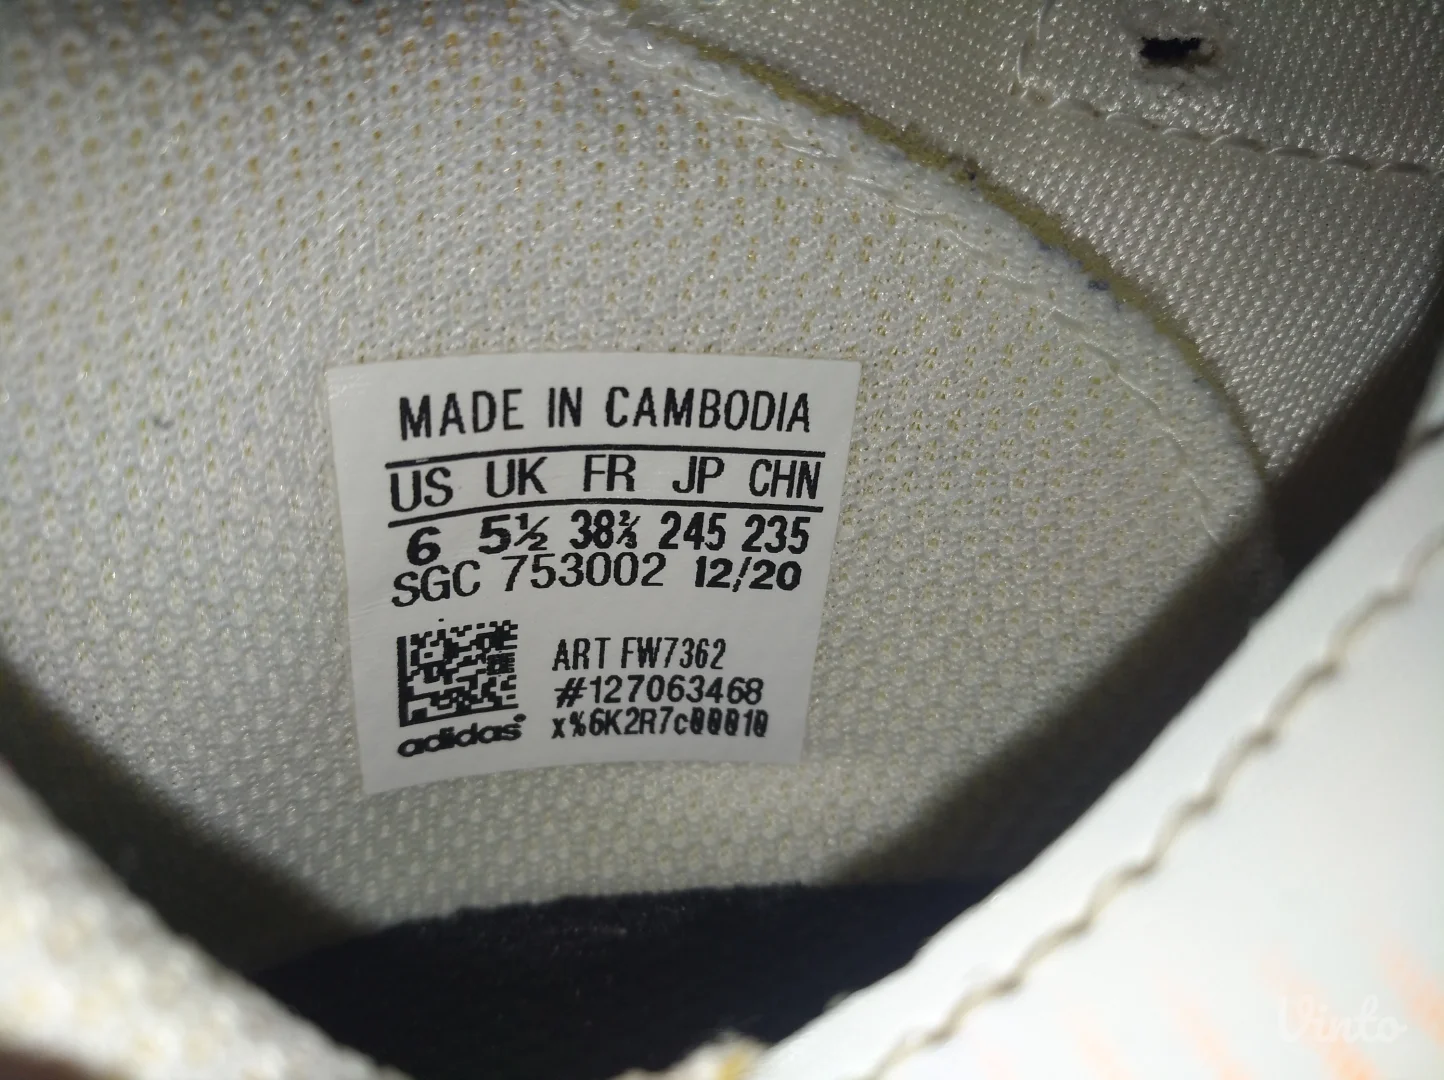 MADE IN CAMBODIA
US UK FR JP CHN
6 5½ 38⅔ 245 235
SGC 753002 12/20
ART FW7362
#127063468
x%6K2R7c00010
adidas
Vinto